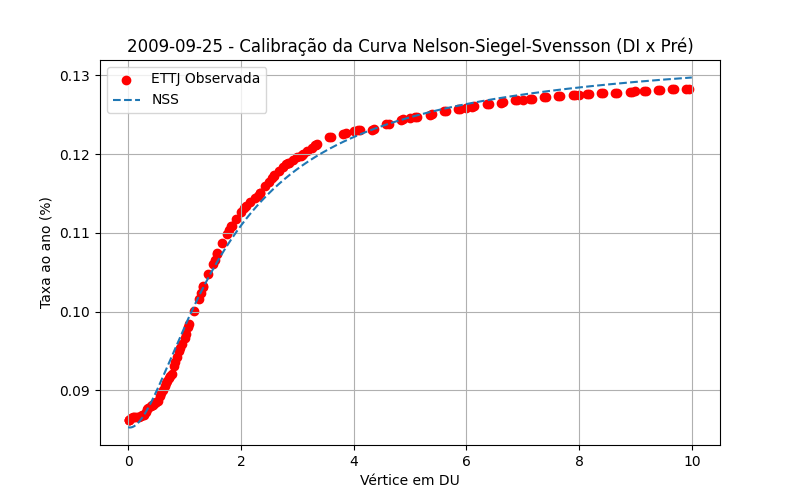 2009-09-25 - Calibração da Curva Nelson-Siegel-Svensson (DI x Pré)
ETTJ Observada
NSS
Taxa ao ano (%)
0.13
0.12
0.11
0.10
0.09
0 2 4 6 8 10
Vértice em DU